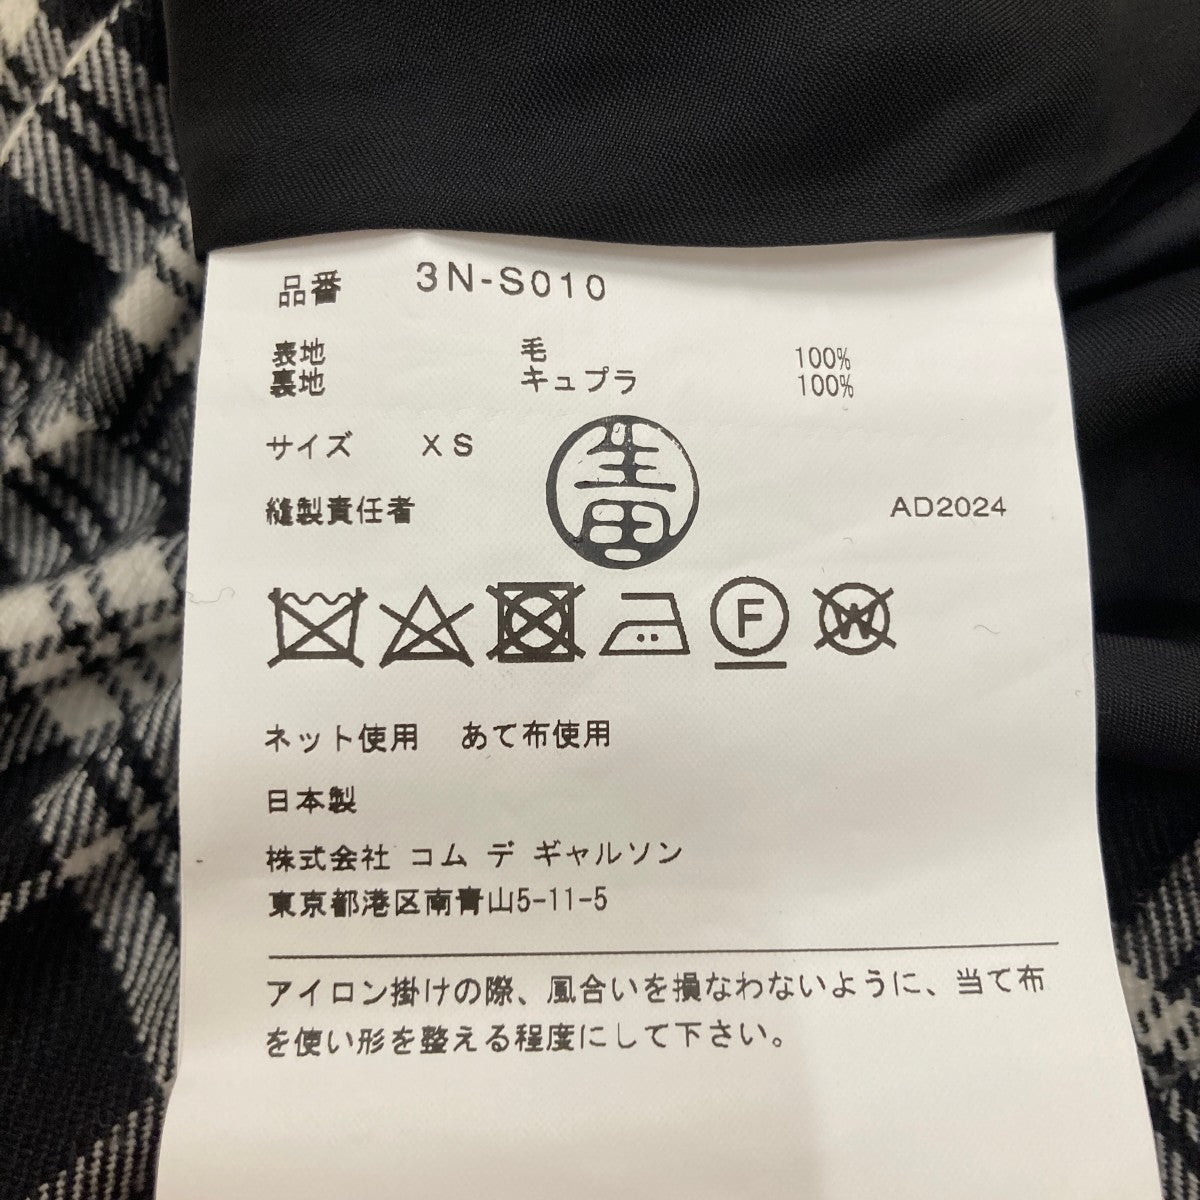 品番 3N-S010
表地 毛 100%
裏地 キュプラ 100%
サイズ XS
縫製責任者 生田 AD2024
F W
ネット使用 あて布使用
日本製
株式会社 コム デ ギャルソン
東京都港区南青山5-11-5
アイロン掛けの際、風合いを損なわないように、当て布
を使い形を整える程度にして下さい。